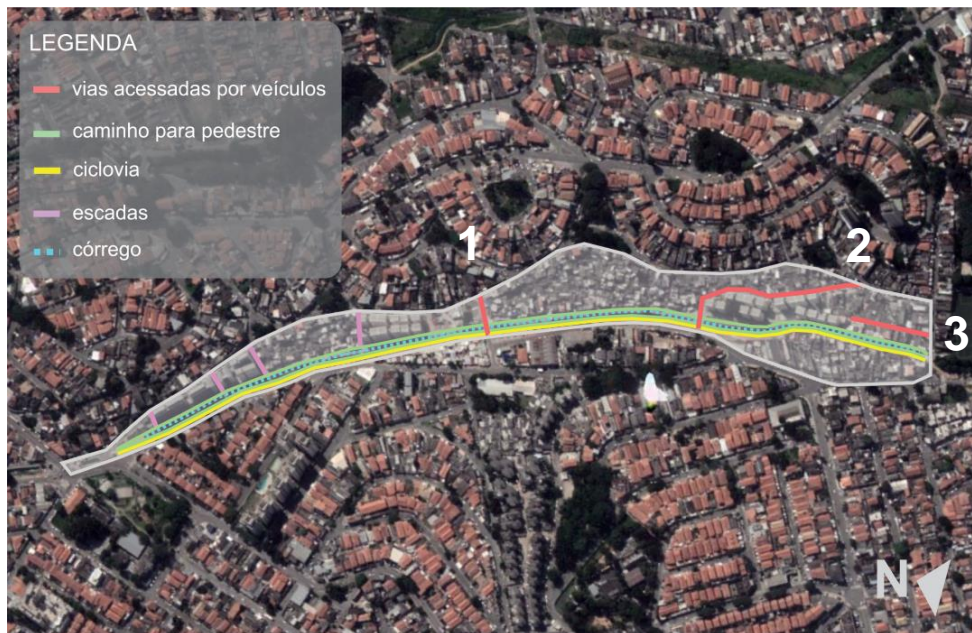 LEGENDA
vias acessadas por veículos
caminho para pedestre
ciclovia
escadas
córrego
1
2
3
N